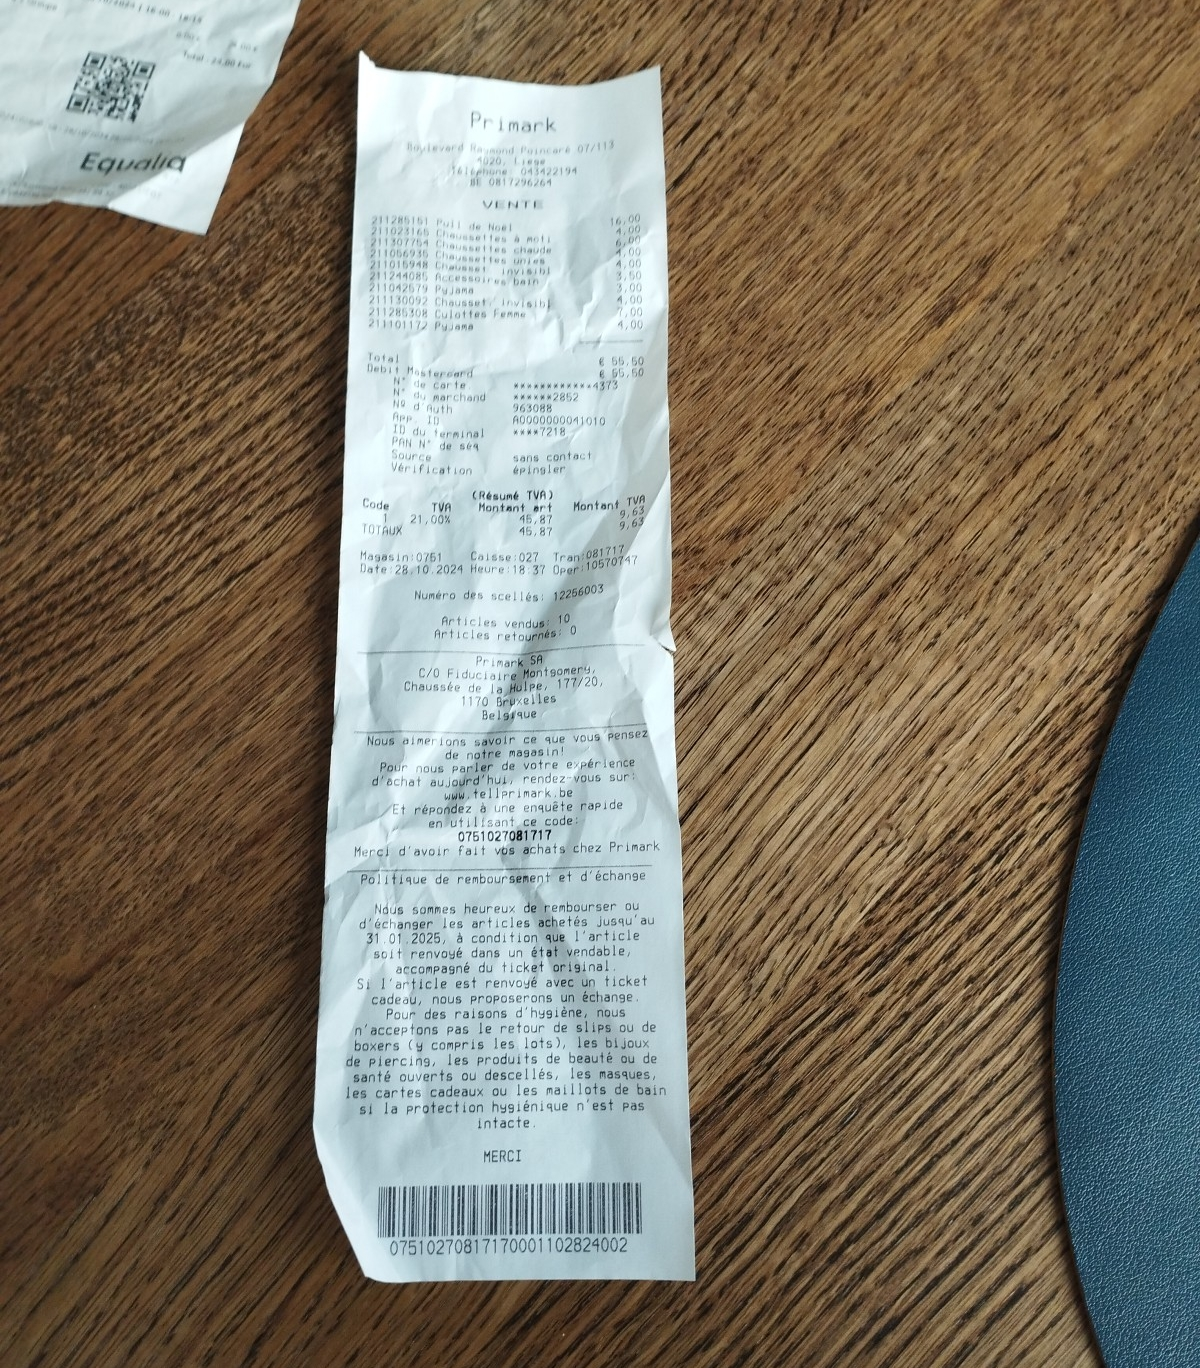 Total : 24,00 Eur
Equaliq
Primark
Boulevard Raymond Poincaré 07/113
4020, Liege
Téléphone: 043422194
BE 0817296264
VENTE
211285151 Pull de Noël 16,00
211023165 Chaussettes à moti 4,00
211307754 Chaussettes chaude 6,00
211056935 Chaussettes unies 4,00
211015948 Chausset. invisibl 4,00
211244085 Accessoires bain 3,50
211042579 Pyjama 3,00
211130092 Chausset. invisibl 4,00
211285308 Culottes Femme 7,00
211101172 Pyjama 4,00
Total € 55,50
Debit Mastercard € 55,50
N° de carte ************4373
N° du marchand ******2852
Nº d'Auth 963088
App. ID A0000000041010
ID du terminal ****7218
PAN N° de séq
Source sans contact
Vérification épingler
(Résumé TVA)
Code TVA Montant art Montant TVA
1 21,00% 45,87 9,63
TOTAUX 45,87 9,63
Magasin:0751 Caisse:027 Tran:081717
Date:28.10.2024 Heure:18:37 Oper:10570747
Numéro des scellés: 12256003
Articles vendus: 10
Articles retournés: 0
Primark SA
C/O Fiduciaire Montgomery,
Chaussée de la Hulpe, 177/20,
1170 Bruxelles
Belgique
Nous aimerions savoir ce que vous pensez
de notre magasin!
Pour nous parler de votre expérience
d'achat aujourd'hui, rendez-vous sur:
www.tellprimark.be
Et répondez à une enquête rapide
en utilisant ce code:
0751027081717
Merci d'avoir fait vos achats chez Primark
Politique de remboursement et d'échange
Nous sommes heureux de rembourser ou
d'échanger les articles achetés jusqu'au
31.01.2025, à condition que l'article
soit renvoyé dans un état vendable,
accompagné du ticket original.
Si l'article est renvoyé avec un ticket
cadeau, nous proposerons un échange.
Pour des raisons d'hygiène, nous
n'acceptons pas le retour de slips ou de
boxers (y compris les lots), les bijoux
de piercing, les produits de beauté ou de
santé ouverts ou descellés, les masques,
les cartes cadeaux ou les maillots de bain
si la protection hygiénique n'est pas
intacte.
MERCI
07510270817170001102824002